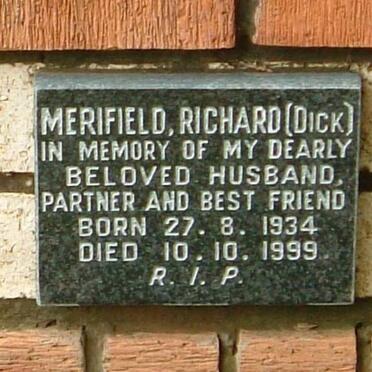 MERIFIELD, RICHARD (DICK)
IN MEMORY OF MY DEARLY
BELOVED HUSBAND,
PARTNER AND BEST FRIEND
BORN 27. 8. 1934
DIED 10. 10. 1999
R. I. P.